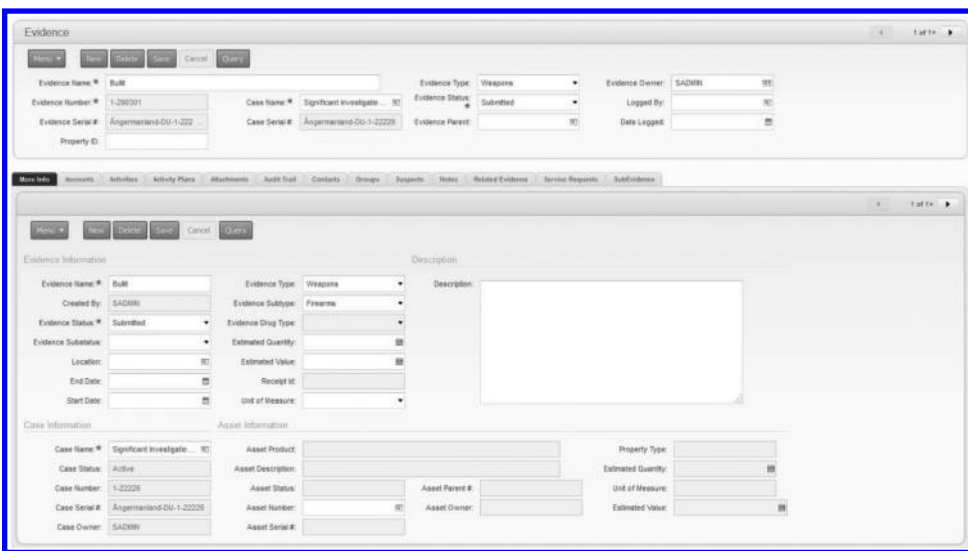 Evidence
1 of 1+
Menu New Delete Save Cancel Query
Evidence Name:* Bullit Evidence Type: Weapons Evidence Owner: SADMIN
Evidence Number:* 1-280301 Case Name:* Significant Investigatio... Evidence Status:* Submitted Logged By:
Evidence Serial #: Ångermanland-DU-1-222 ... Case Serial #: Ångermanland-DU-1-22228 Evidence Parent: Date Logged:
Property ID:
More Info Accounts Activities Activity Plans Attachments Audit Trail Contacts Groups Suspects Notes Related Evidence Service Requests SubEvidence
1 of 1+
Menu New Delete Save Cancel Query
Evidence Information Description
Evidence Name:* Bullit Evidence Type: Weapons Description:
Created By: SADMIN Evidence Subtype: Firearms
Evidence Status:* Submitted Evidence Drug Type:
Evidence Substatus: Estimated Quantity:
Location: Estimated Value:
End Date: Receipt Id:
Start Date: Unit of Measure:
Case Information Asset Information
Case Name:* Significant Investigatio... Asset Product: Property Type:
Case Status: Active Asset Description: Estimated Quantity:
Case Number: 1-22228 Asset Status: Asset Parent #: Unit of Measure:
Case Serial #: Ångermanland-DU-1-22228 Asset Number: Asset Owner: Estimated Value:
Case Owner: SADMIN Asset Serial #: